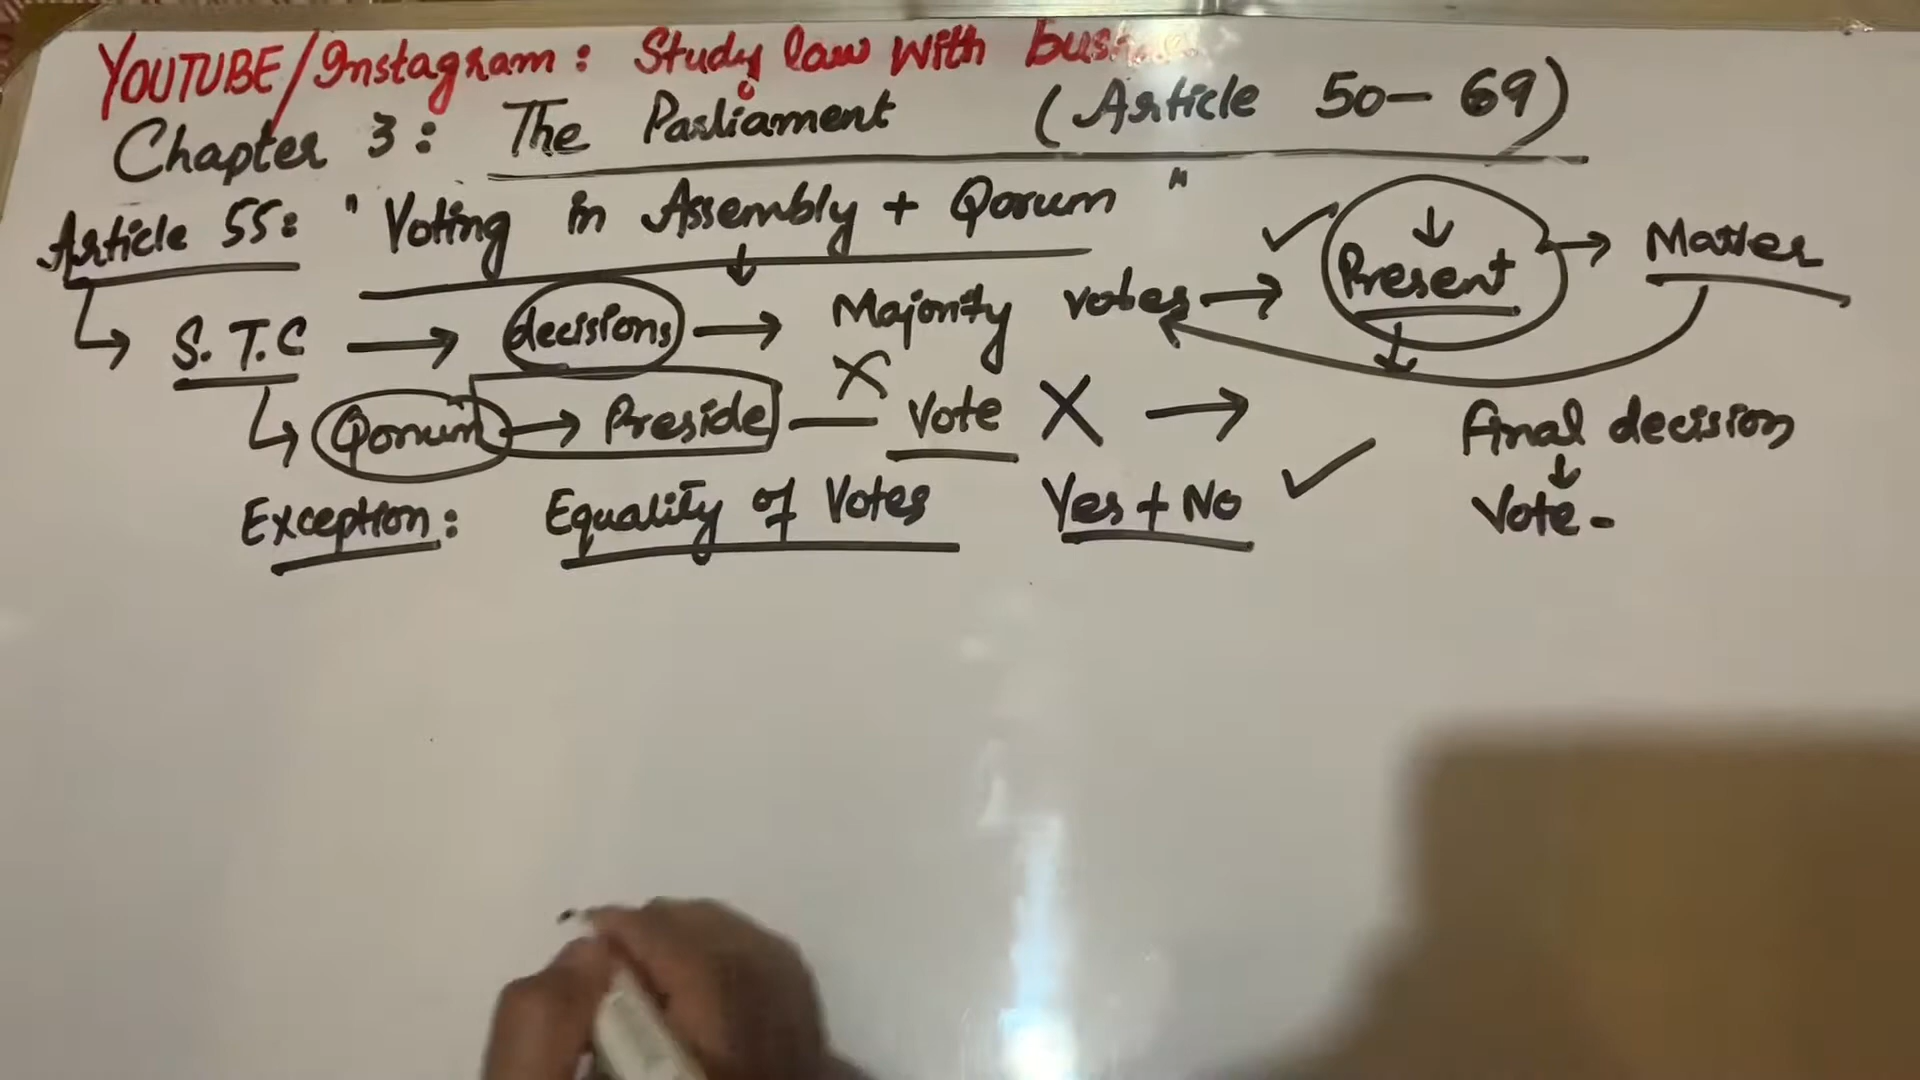 YOUTUBE/Instagram: Study law with
Chapter 3: The Parliament (Article 50-69)
Article 55: "Voting in Assembly + Qorum"
↳ S.T.C → decisions → Majority votes → Present → Matter
↳ Qorum → Preside — X Vote X → Final decision
↓
Exception: Equality of Votes Yes + No ✓ Vote-